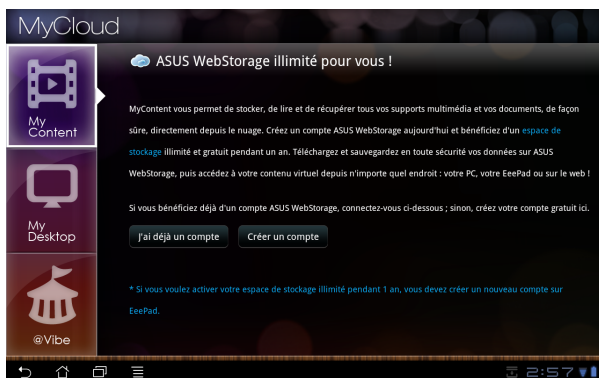 MyCloud
ASUS WebStorage illimité pour vous !
My
Content
MyContent vous permet de stocker, de lire et de récupérer tous vos supports multimédia et vos documents, de façon
sûre, directement depuis le nuage. Créez un compte ASUS WebStorage aujourd'hui et bénéficiez d'un espace de
stockage illimité et gratuit pendant un an. Téléchargez et sauvegardez en toute sécurité vos données sur ASUS
WebStorage, puis accédez à votre contenu virtuel depuis n'importe quel endroit : votre PC, votre EeePad ou sur le web !
Si vous bénéficiez déjà d'un compte ASUS WebStorage, connectez-vous ci-dessous ; sinon, créez votre compte gratuit ici.
My
Desktop
J'ai déjà un compte
Créer un compte
* Si vous voulez activer votre espace de stockage illimité pendant 1 an, vous devez créer un nouveau compte sur
EeePad.
@Vibe
2:57